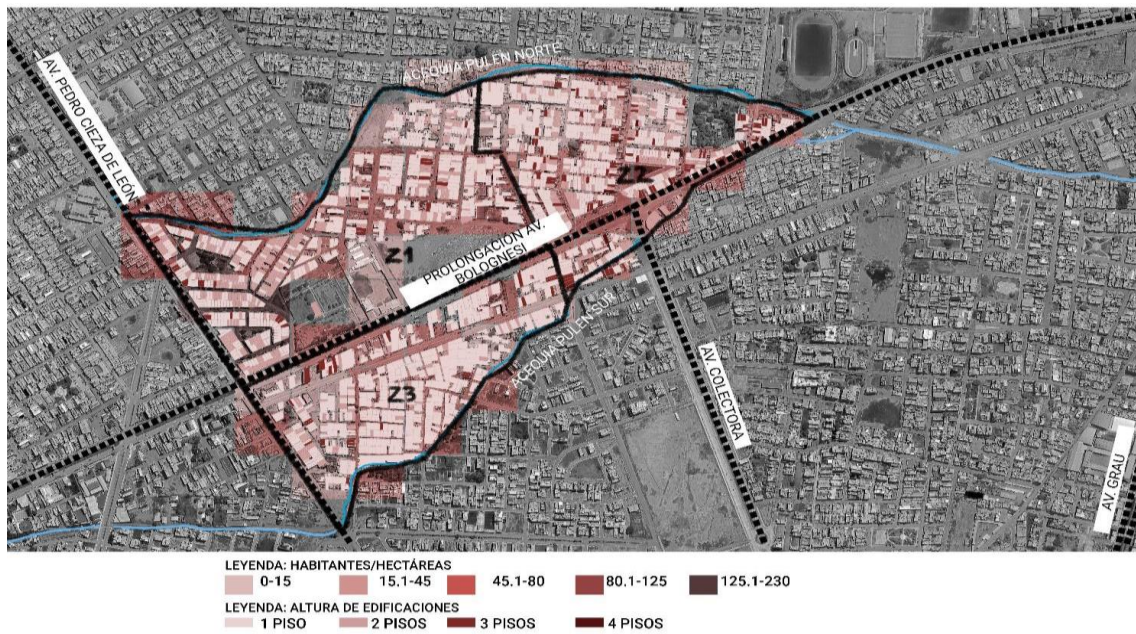 ACEQUIA PULEN NORTE
AV. PEDRO CIEZA DE LEÓN
Z2
Z1
PROLONGACION AV.
BOLOGNESI
ACEQUIA PULEN SUR
Z3
AV. COLECTORA
AV. GRAU
LEYENDA: HABITANTES/HECTÁREAS
0-15 15.1-45 45.1-80 80.1-125 125.1-230
LEYENDA: ALTURA DE EDIFICACIONES
1 PISO 2 PISOS 3 PISOS 4 PISOS